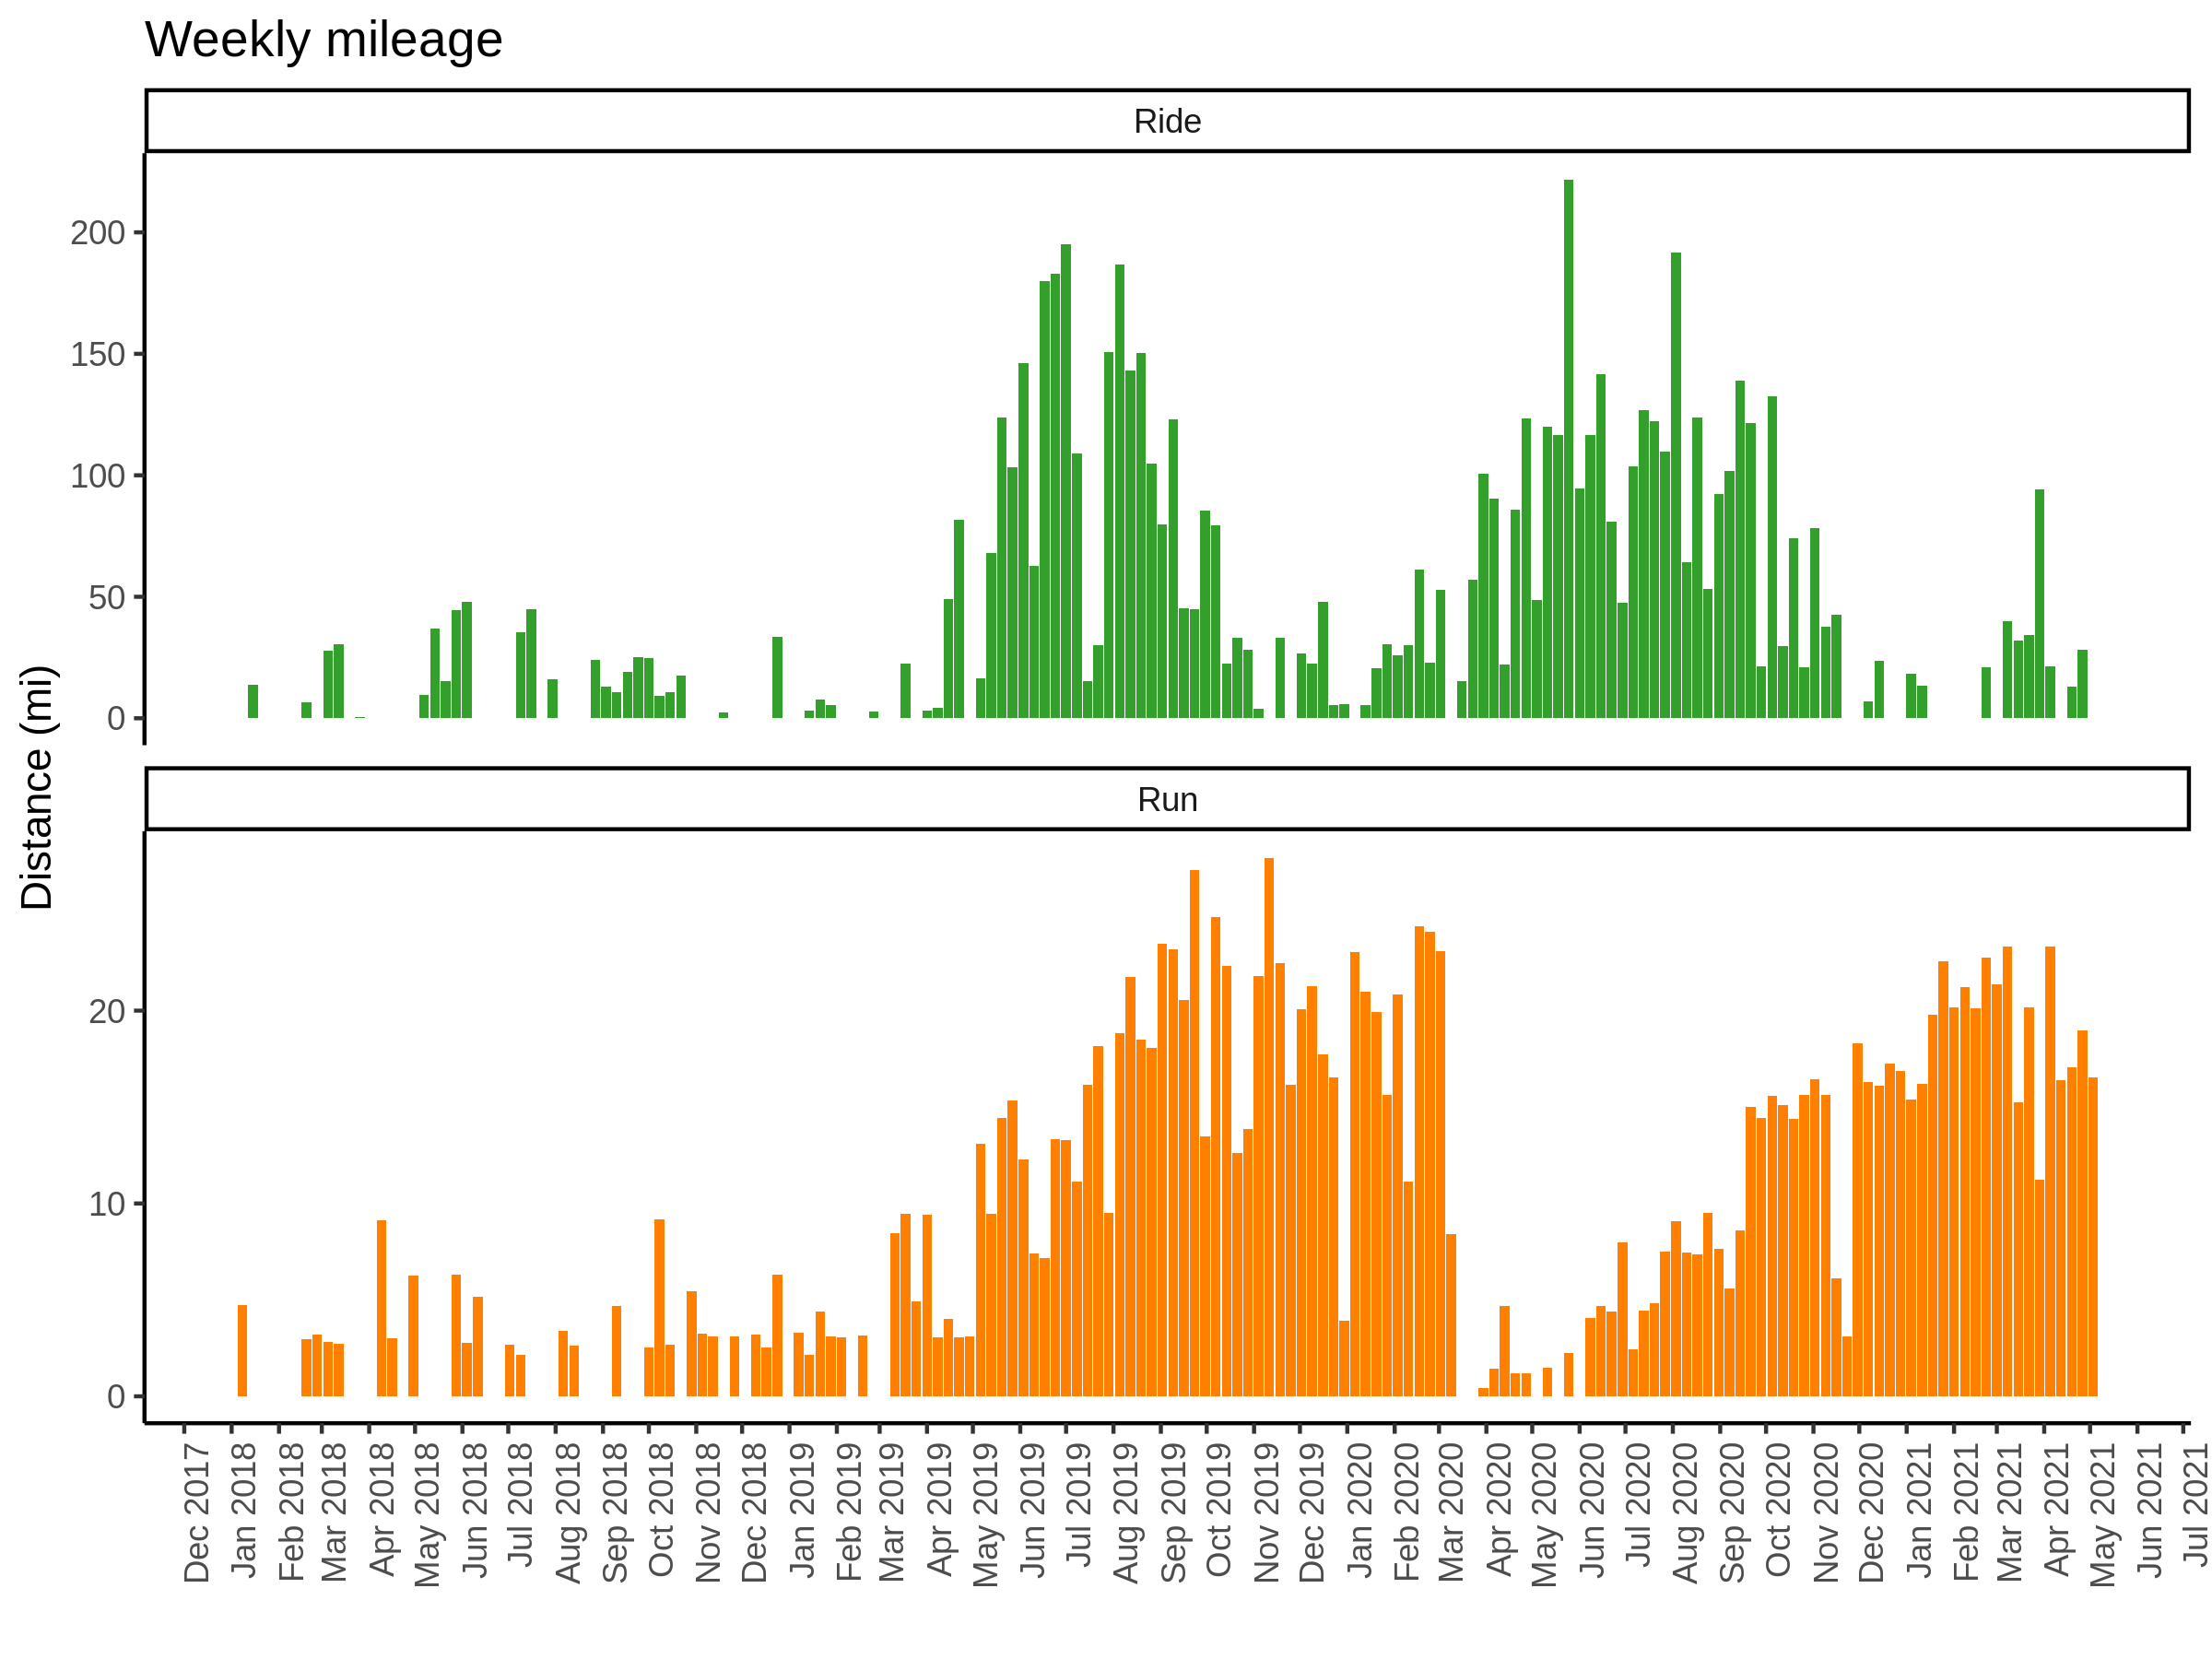 Weekly mileage
Ride
200
150
100
50
0
Distance (mi)
Run
20
10
0
Dec 2017
Jan 2018
Feb 2018
Mar 2018
Apr 2018
May 2018
Jun 2018
Jul 2018
Aug 2018
Sep 2018
Oct 2018
Nov 2018
Dec 2018
Jan 2019
Feb 2019
Mar 2019
Apr 2019
May 2019
Jun 2019
Jul 2019
Aug 2019
Sep 2019
Oct 2019
Nov 2019
Dec 2019
Jan 2020
Feb 2020
Mar 2020
Apr 2020
May 2020
Jun 2020
Jul 2020
Aug 2020
Sep 2020
Oct 2020
Nov 2020
Dec 2020
Jan 2021
Feb 2021
Mar 2021
Apr 2021
May 2021
Jun 2021
Jul 2021